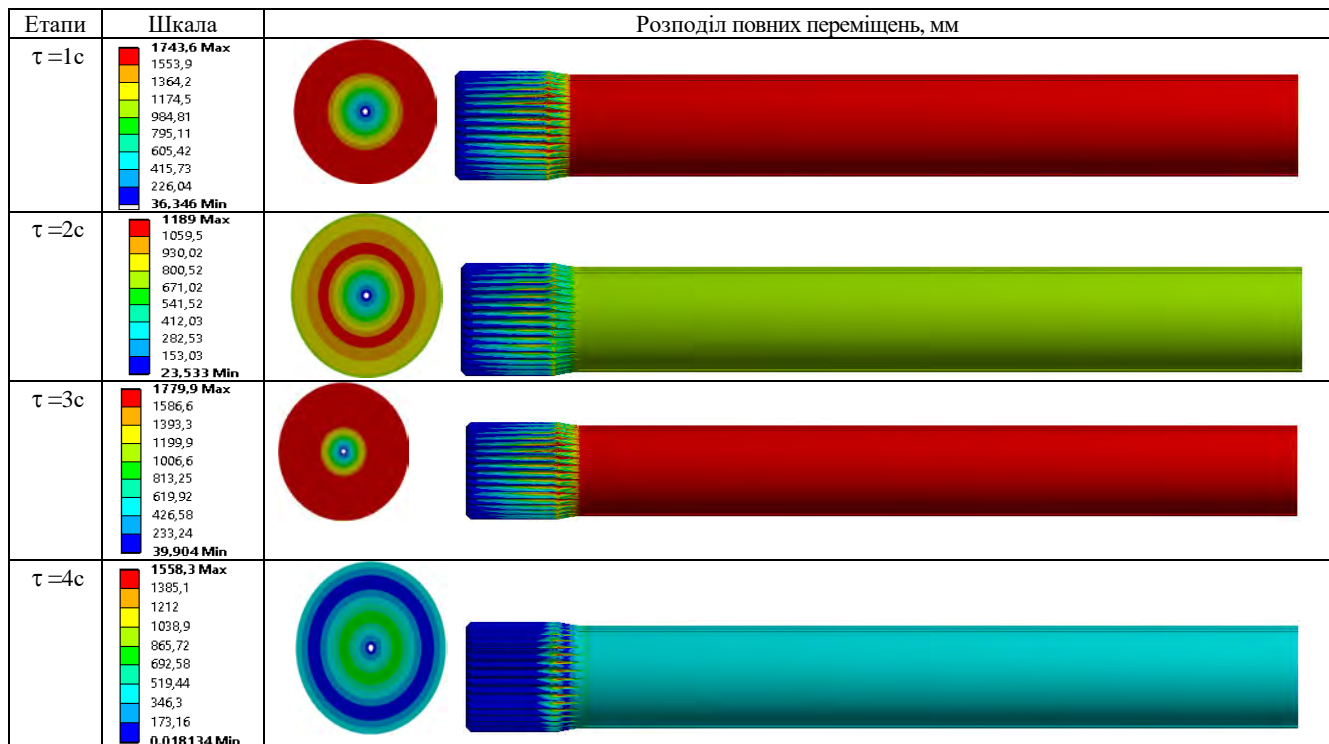 Етапи Шкала Розподіл повних переміщень, мм
τ =1с
1743,6 Max
1553,9
1364,2
1174,5
984,81
795,11
605,42
415,73
226,04
36,346 Min
τ =2с
1189 Max
1059,5
930,02
800,52
671,02
541,52
412,03
282,53
153,03
23,533 Min
τ =3с
1779,9 Max
1586,6
1393,3
1199,9
1006,6
813,25
619,92
426,58
233,24
39,904 Min
τ =4с
1558,3 Max
1385,1
1212
1038,9
865,72
692,58
519,44
346,3
173,16
0,018134 Min